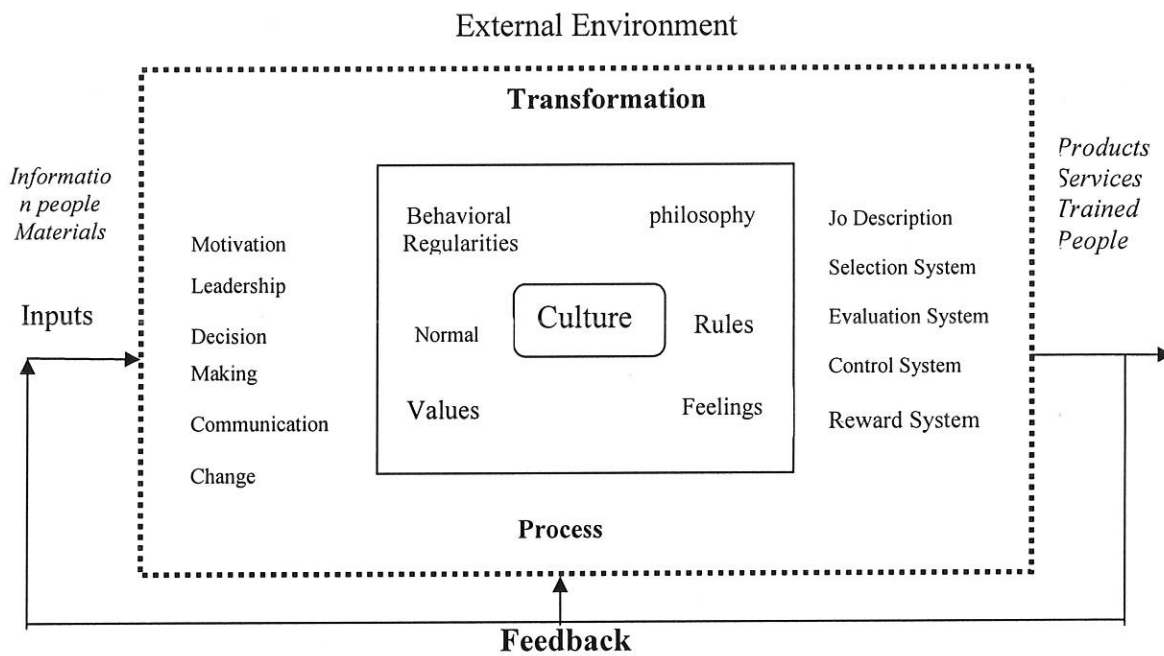 External Environment
Transformation
Informatio
n people
Materials
Inputs
Motivation
Leadership
Decision
Making
Communication
Change
Behavioral
Regularities
philosophy
Normal
Culture
Rules
Values
Feelings
Jo Description
Selection System
Evaluation System
Control System
Reward System
Products
Services
Trained
People
Process
Feedback